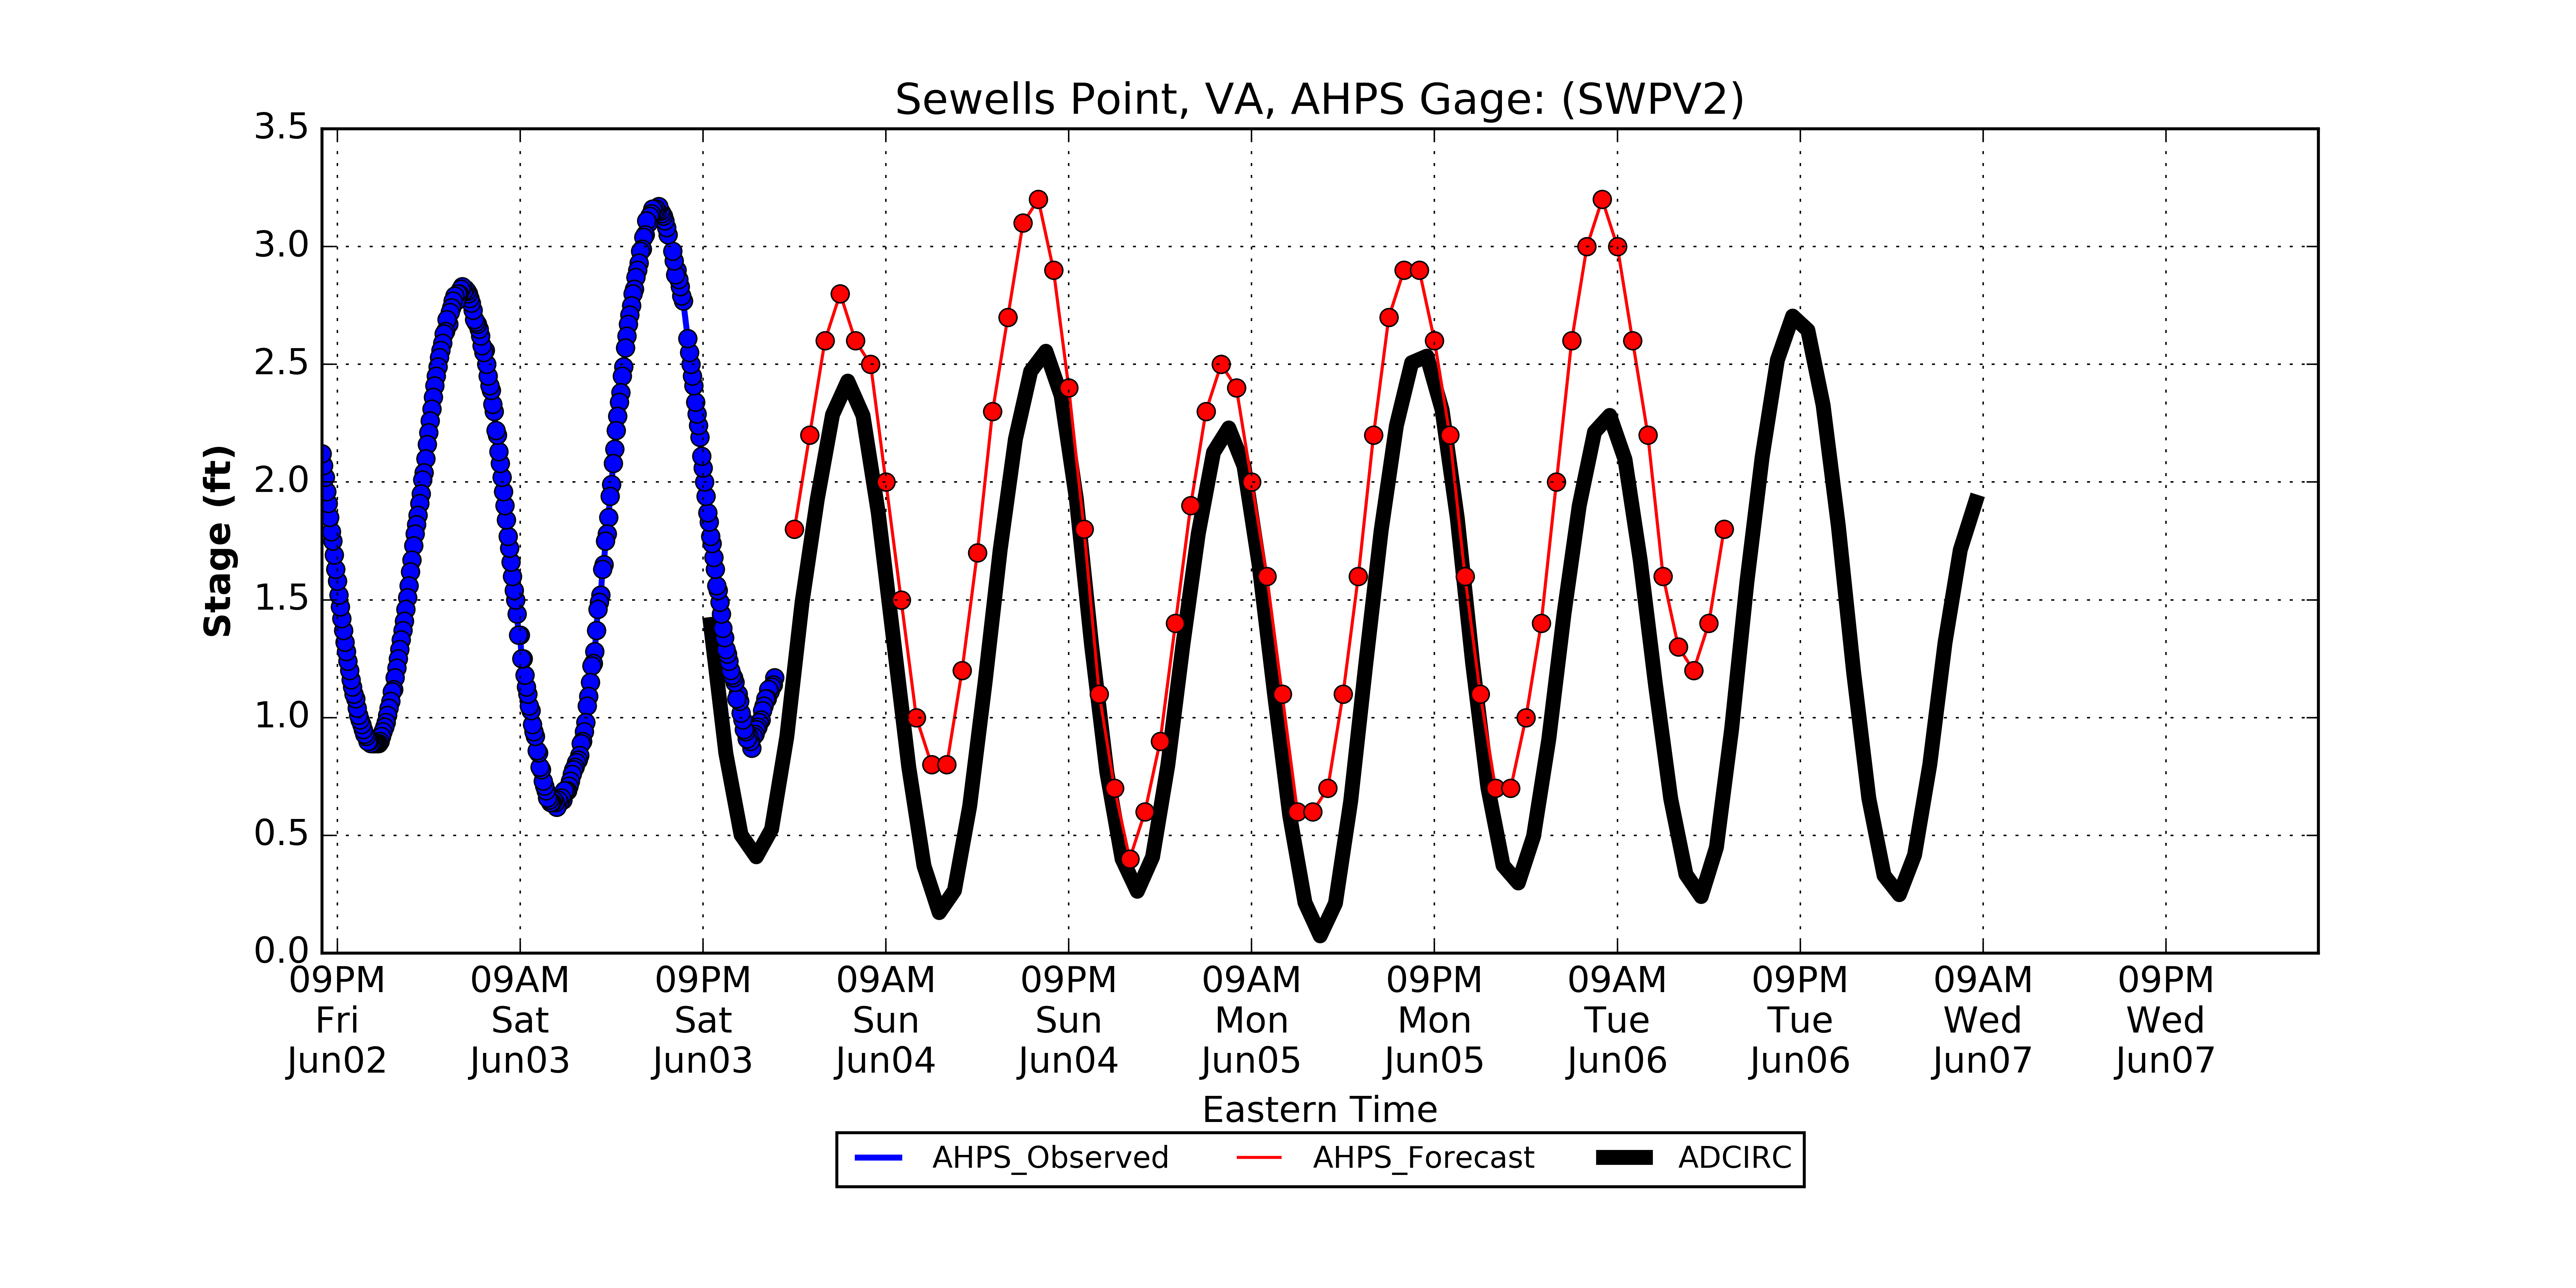 Sewells Point, VA, AHPS Gage: (SWPV2)
3.5
3.0
2.5
2.0
1.5
1.0
0.5
0.0
Stage (ft)
09PM 09AM 09PM 09AM 09PM 09AM 09PM 09AM 09PM 09AM 09PM
Fri Sat Sat Sun Sun Mon Mon Tue Tue Wed Wed
Jun02 Jun03 Jun03 Jun04 Jun04 Jun05 Jun05 Jun06 Jun06 Jun07 Jun07
Eastern Time
AHPS_Observed AHPS_Forecast ADCIRC